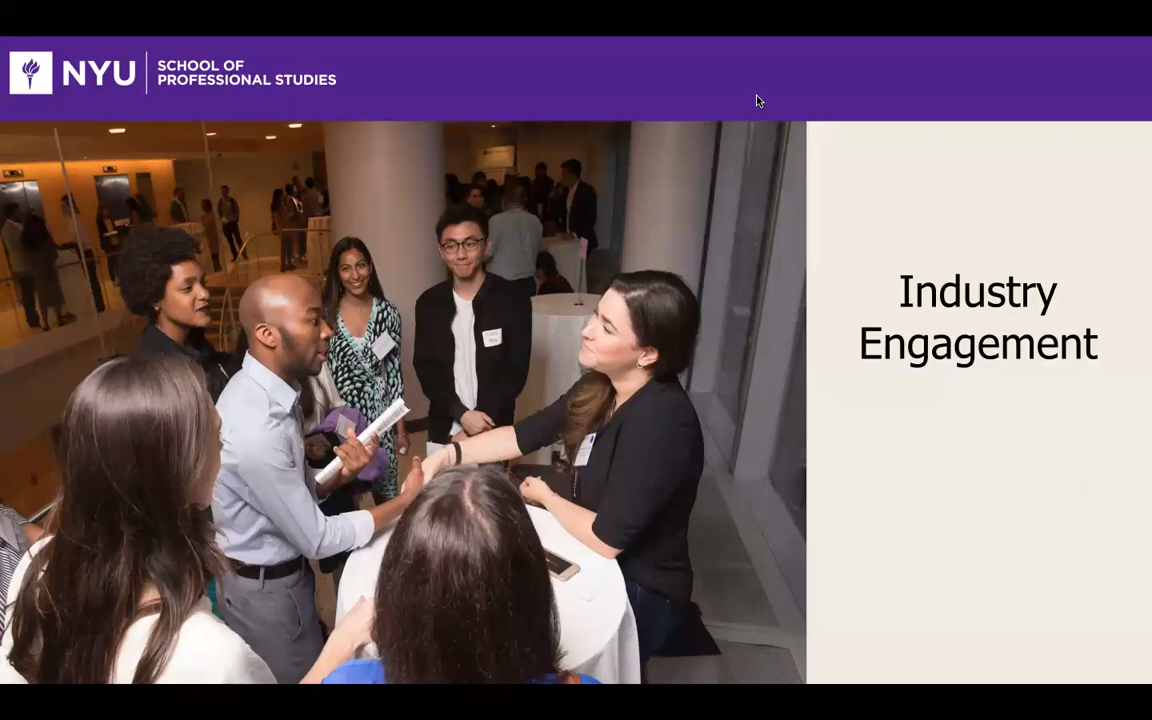 NYU
SCHOOL OF
PROFESSIONAL STUDIES
Industry
Engagement